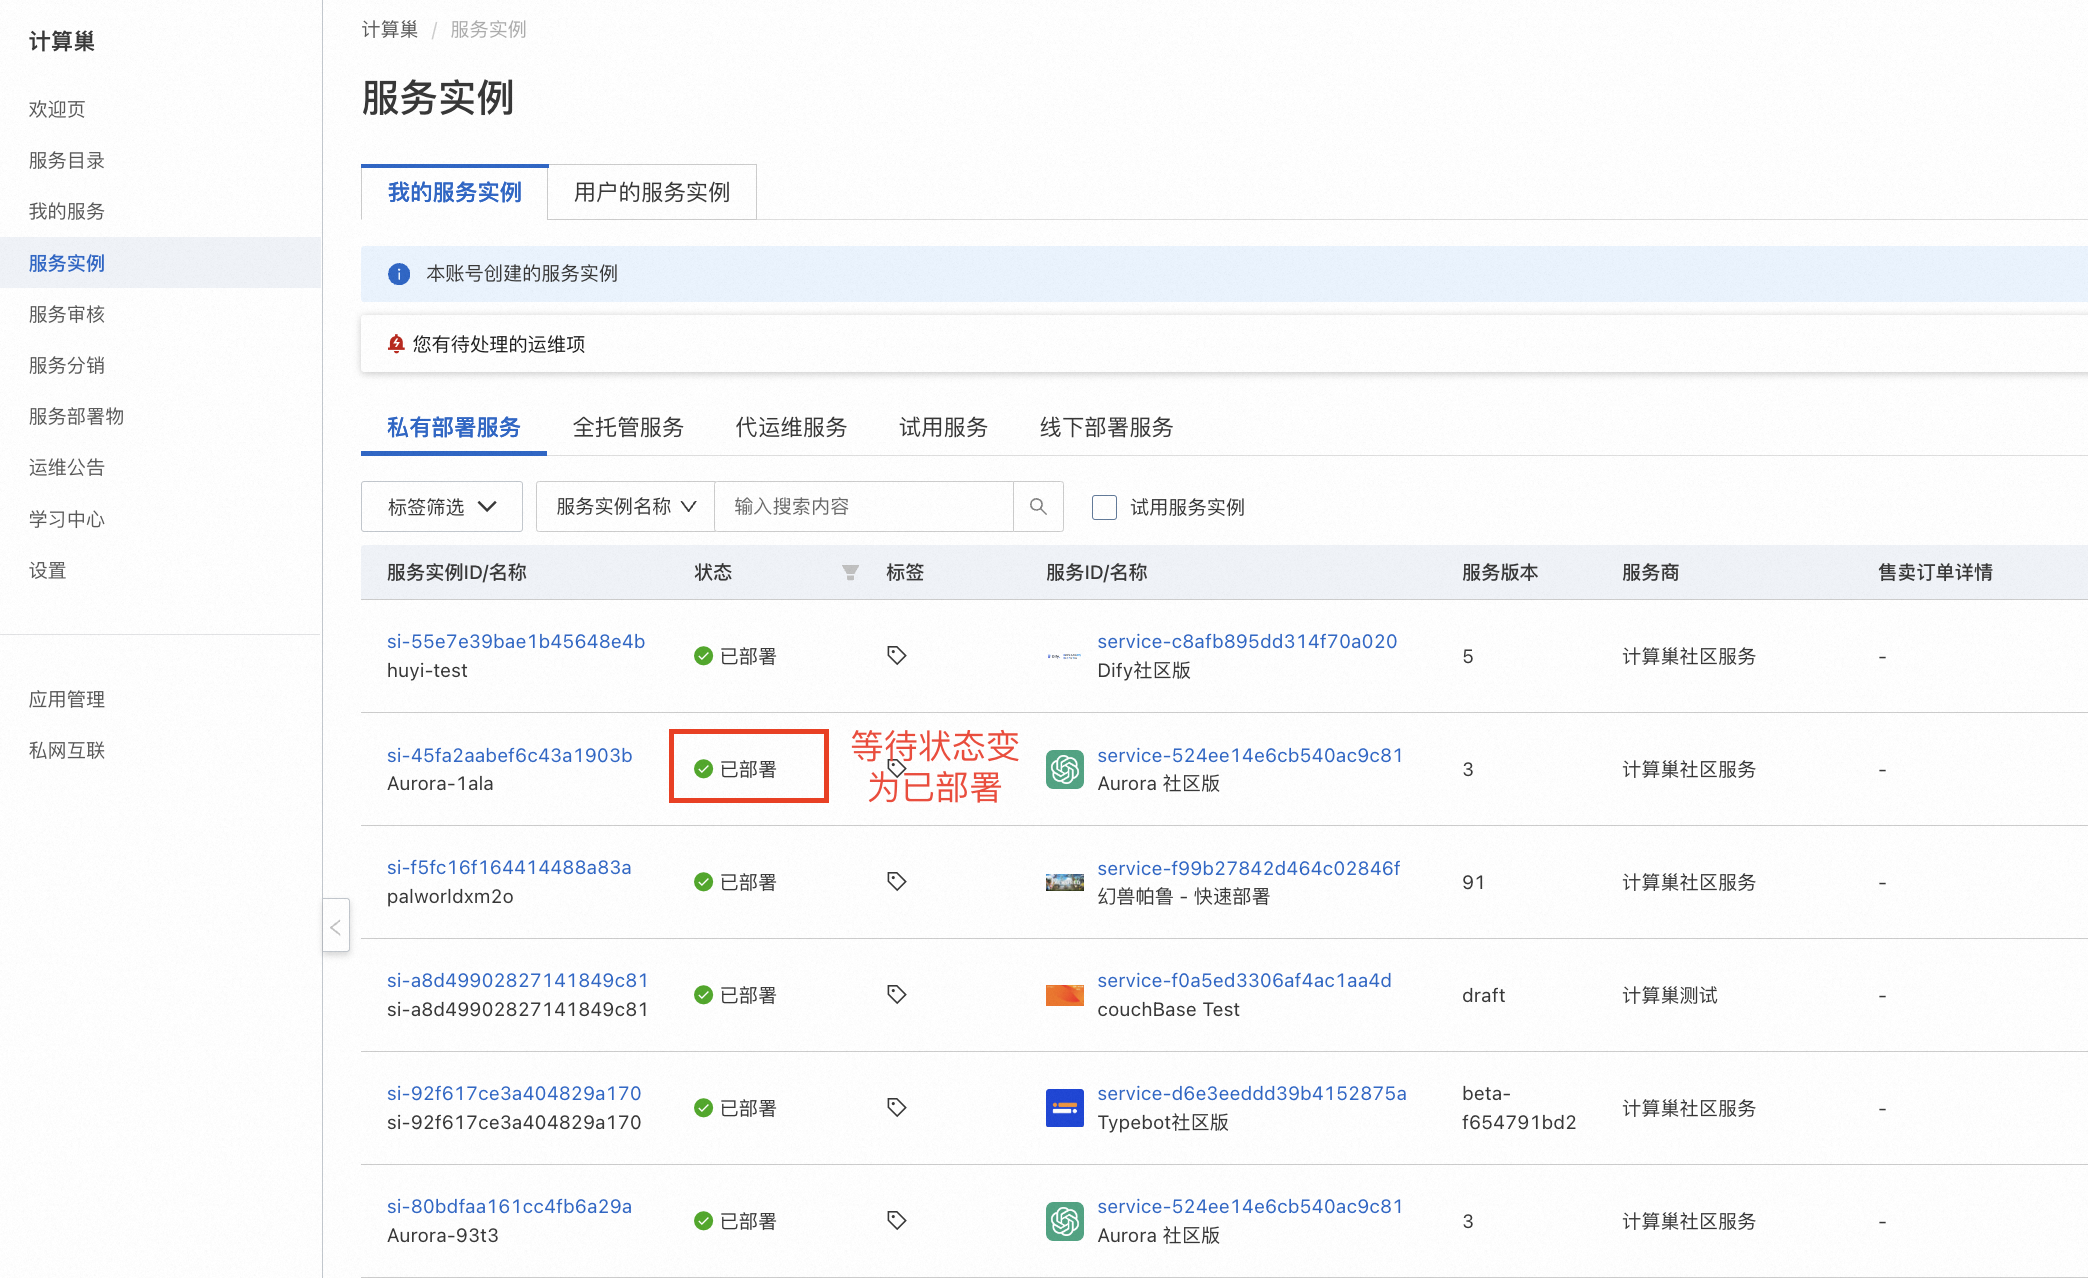 计算巢
欢迎页
服务目录
我的服务
服务实例
服务审核
服务分销
服务部署物
运维公告
学习中心
设置
应用管理
私网互联
计算巢 / 服务实例
服务实例
我的服务实例 用户的服务实例
本账号创建的服务实例
您有待处理的运维项
私有部署服务 全托管服务 代运维服务 试用服务 线下部署服务
标签筛选 服务实例名称 输入搜索内容 试用服务实例
服务实例ID/名称 状态 标签 服务ID/名称 服务版本 服务商 售卖订单详情
si-55e7e39bae1b45648e4b
huyi-test
已部署
service-c8afb895dd314f70a020
Dify社区版
5
计算巢社区服务
-
si-45fa2aabef6c43a1903b
Aurora-1ala
已部署
等待状态变
为已部署
service-524ee14e6cb540ac9c81
Aurora 社区版
3
计算巢社区服务
-
si-f5fc16f164414488a83a
palworldxm2o
已部署
service-f99b27842d464c02846f
幻兽帕鲁 - 快速部署
91
计算巢社区服务
-
si-a8d49902827141849c81
si-a8d49902827141849c81
已部署
service-f0a5ed3306af4ac1aa4d
couchBase Test
draft
计算巢测试
-
si-92f617ce3a404829a170
si-92f617ce3a404829a170
已部署
service-d6e3eeddd39b4152875a
Typebot社区版
beta-
f654791bd2
计算巢社区服务
-
si-80bdfaa161cc4fb6a29a
Aurora-93t3
已部署
service-524ee14e6cb540ac9c81
Aurora 社区版
3
计算巢社区服务
-